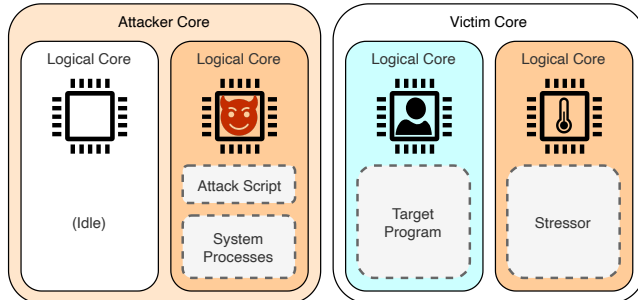 Attacker Core
Victim Core
Logical Core
Logical Core
Logical Core
Logical Core
(Idle)
Attack Script
System
Processes
Target
Program
Stressor